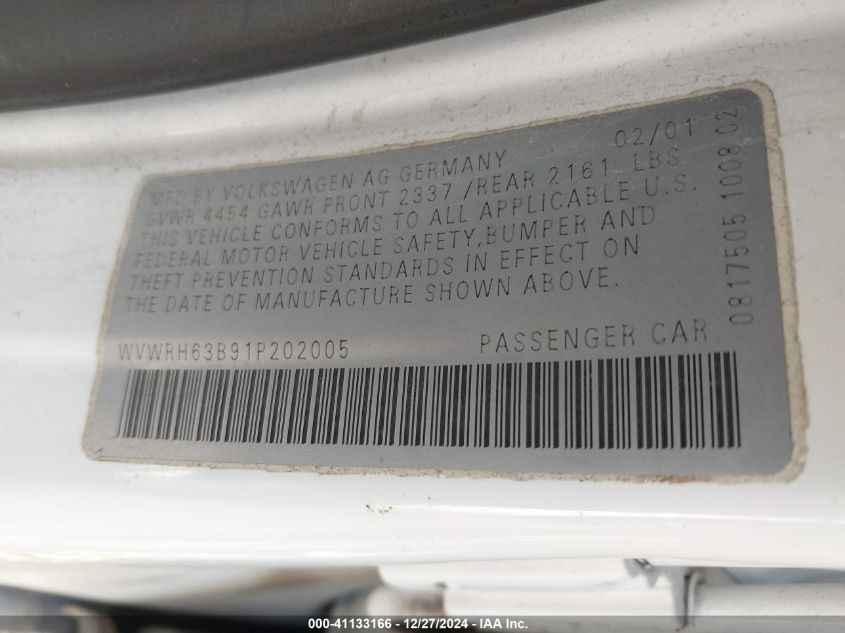 MFD BY VOLKSWAGEN AG GERMANY 02/01
GVWR 4454 GAWR FRONT 2337 /REAR 2161 LBS
THIS VEHICLE CONFORMS TO ALL APPLICABLE U.S.
FEDERAL MOTOR VEHICLE SAFETY, BUMPER AND
THEFT PREVENTION STANDARDS IN EFFECT ON
THE DATE OF MANUFACTURE SHOWN ABOVE.
WVWRH63B91P202005 PASSENGER CAR
0817505 1008 02
000-41133166 - 12/27/2024 - IAA Inc.